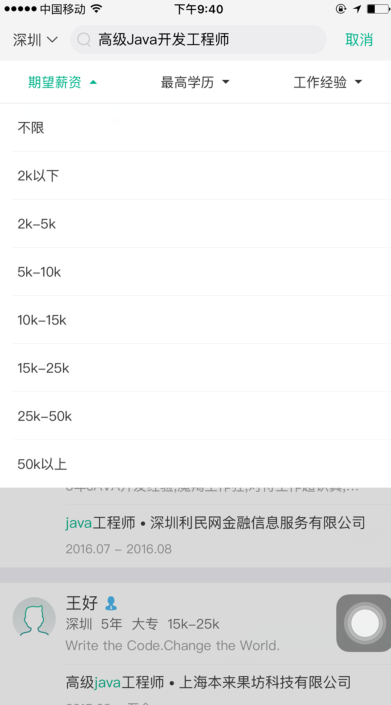 中国移动 下午9:40
深圳 高级Java开发工程师 取消
期望薪资 最高学历 工作经验
不限
2k以下
2k-5k
5k-10k
10k-15k
15k-25k
25k-50k
50k以上
java工程师 • 深圳利民网金融信息服务有限公司
2016.07 - 2016.08
王好
深圳 5年 大专 15k-25k
Write the Code.Change the World.
高级java工程师 • 上海本来果坊科技有限公司